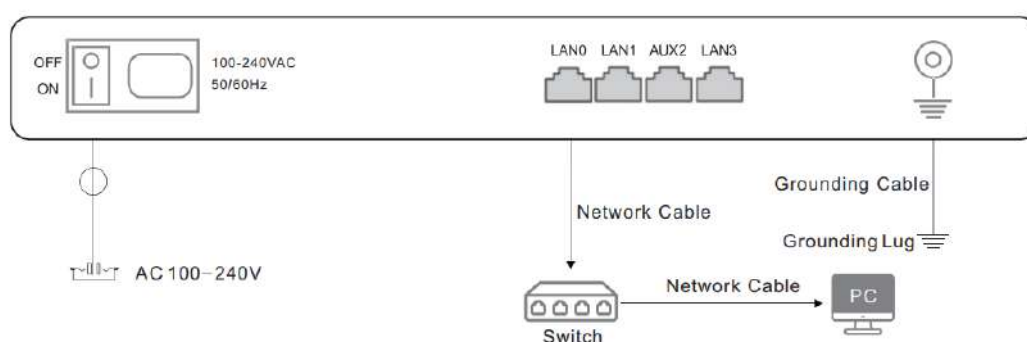 OFF
ON
100-240VAC
50/60Hz
LAN0 LAN1 AUX2 LAN3
Grounding Cable
Network Cable
Grounding Lug
AC 100-240V
Network Cable
PC
Switch